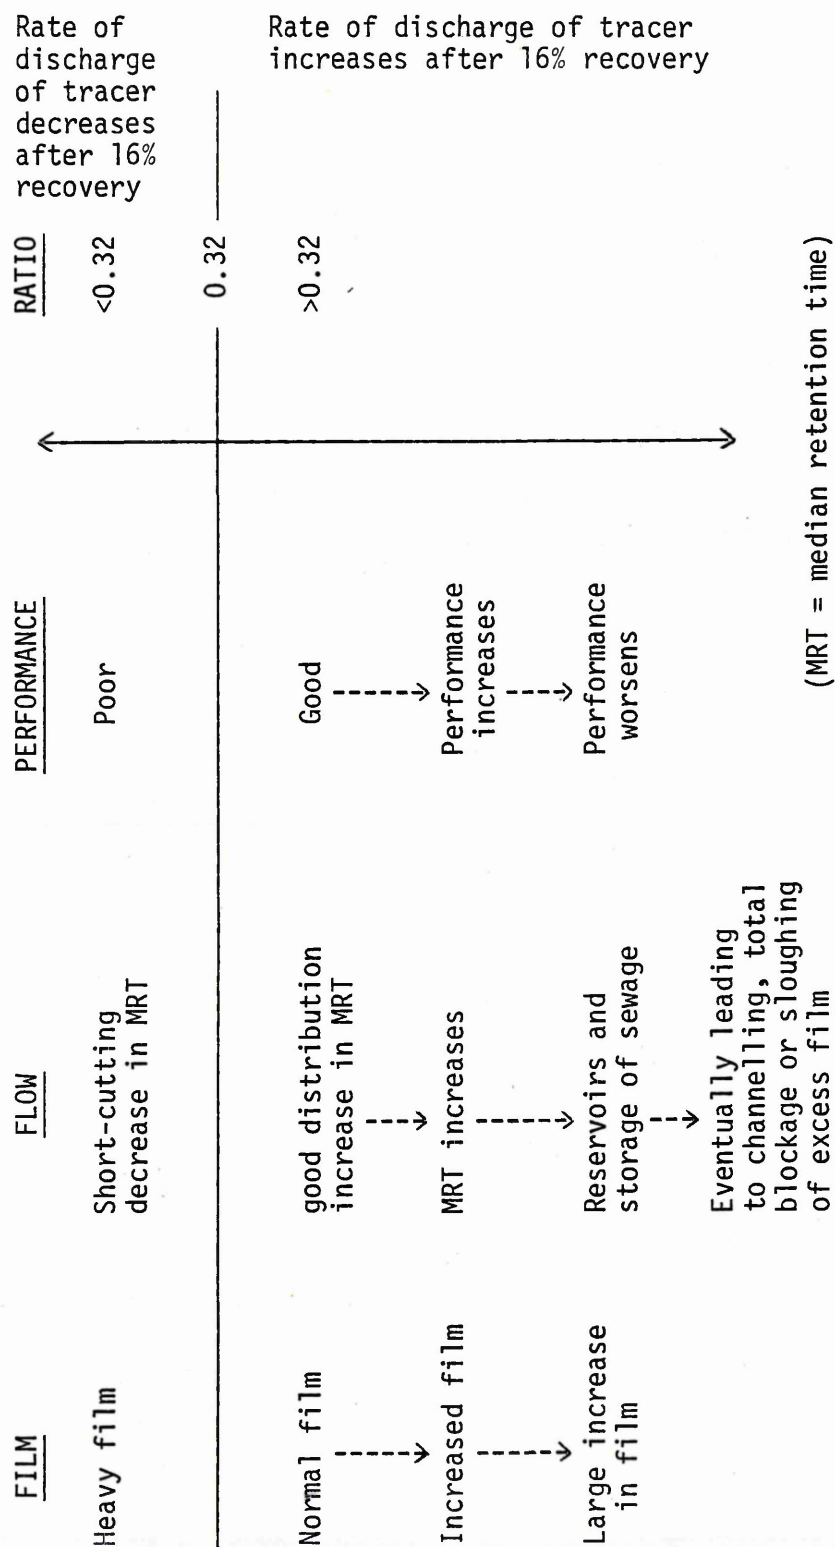 Rate of
discharge
of tracer
decreases
after 16%
recovery
Rate of discharge of tracer
increases after 16% recovery
FILM
FLOW
PERFORMANCE
RATIO
Heavy film
Short-cutting
decrease in MRT
Poor
<0.32
0.32
Normal film
good distribution
increase in MRT
Good
>0.32
Increased film
MRT increases
Performance
increases
Large increase
in film
Reservoirs and
storage of sewage
Performance
worsens
Eventually leading
to channelling, total
blockage or sloughing
of excess film
(MRT = median retention time)